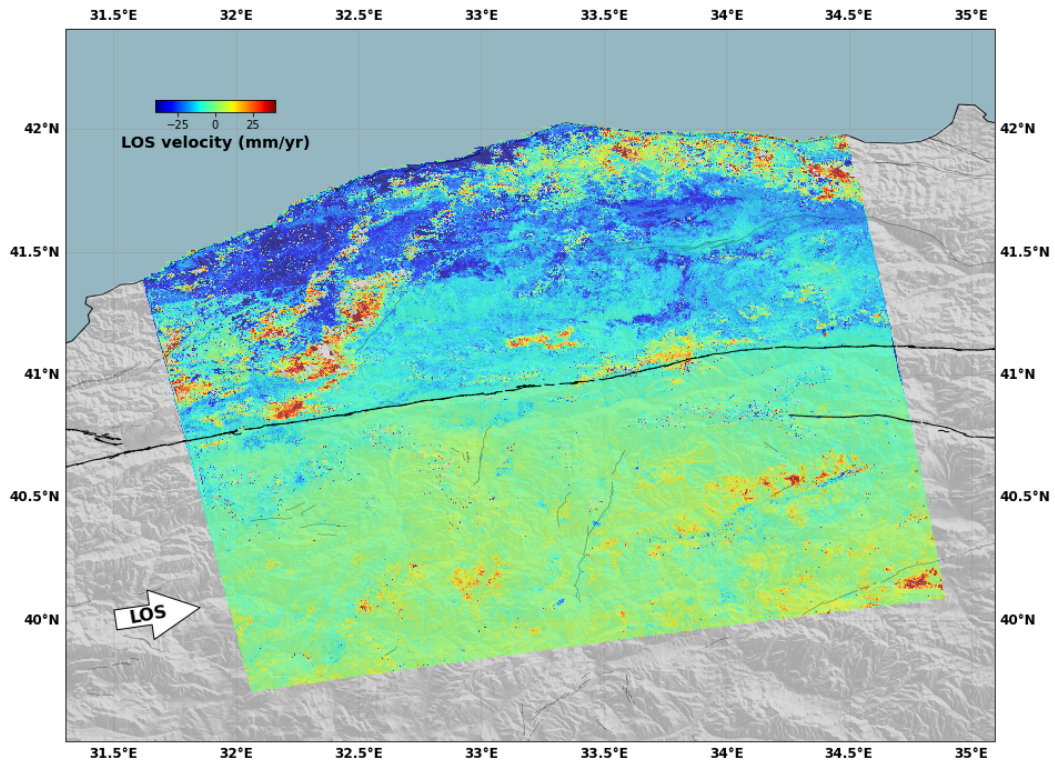 31.5°E 32°E 32.5°E 33°E 33.5°E 34°E 34.5°E 35°E
42°N 42°N
−25 0 25
LOS velocity (mm/yr)
41.5°N 41.5°N
41°N 41°N
40.5°N 40.5°N
LOS
40°N 40°N
31.5°E 32°E 32.5°E 33°E 33.5°E 34°E 34.5°E 35°E